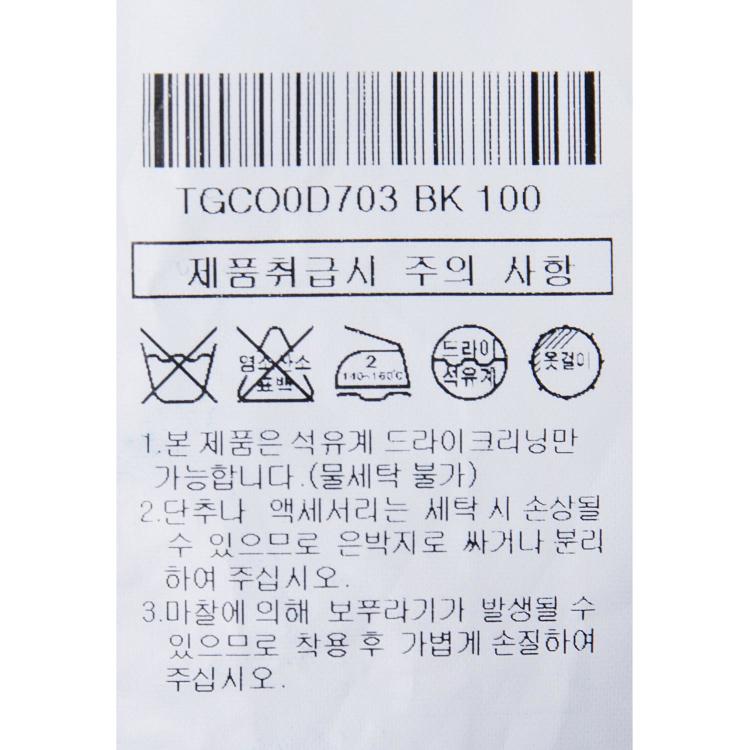 TGCO0D703 BK 100
제품취급시 주의 사항
염소산소
표백
2
140~160℃
드라이
석유계
옷걸이
1.본 제품은 석유계 드라이크리닝만
가능합니다.(물세탁 불가)
2.단추나 액세서리는 세탁 시 손상될
수 있으므로 은박지로 싸거나 분리
하여 주십시오.
3.마찰에 의해 보푸라기가 발생될 수
있으므로 착용 후 가볍게 손질하여
주십시오.